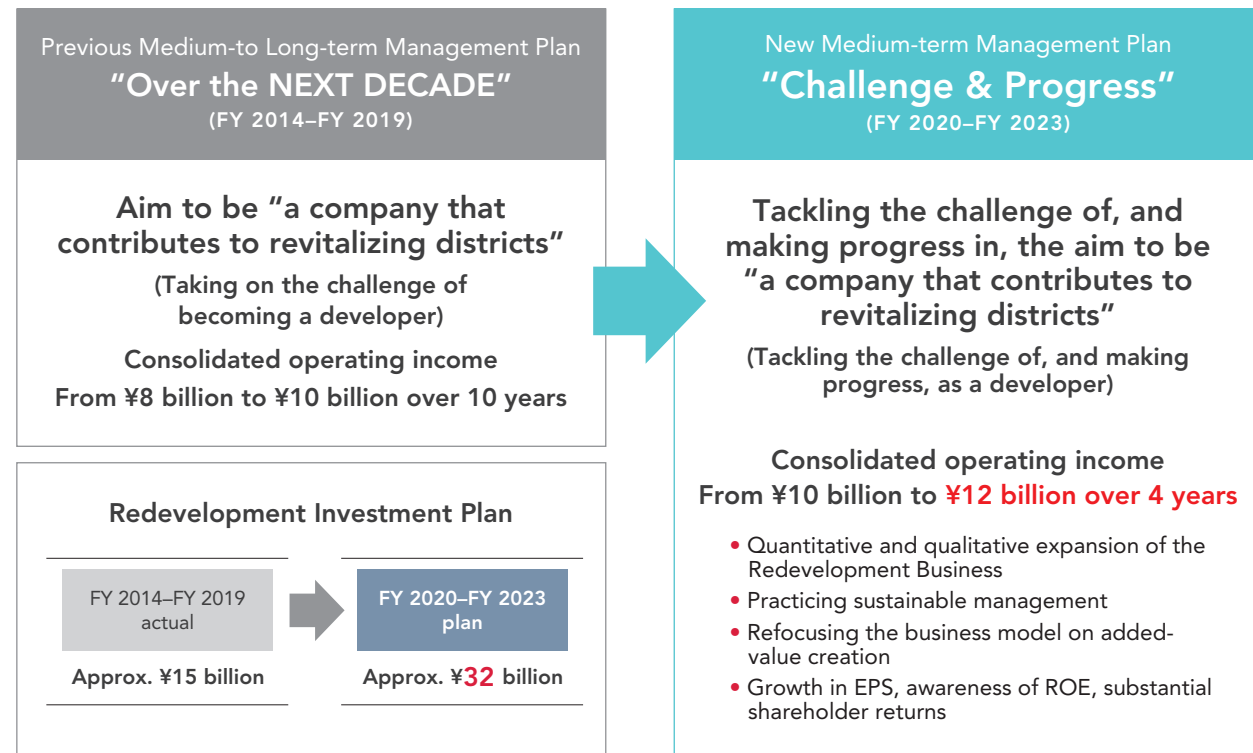 Previous Medium-to Long-term Management Plan
“Over the NEXT DECADE”
(FY 2014–FY 2019)
Aim to be “a company that
contributes to revitalizing districts”
(Taking on the challenge of
becoming a developer)
Consolidated operating income
From ¥8 billion to ¥10 billion over 10 years
Redevelopment Investment Plan
FY 2014–FY 2019
actual
Approx. ¥15 billion
FY 2020–FY 2023
plan
Approx. ¥32 billion
New Medium-term Management Plan
“Challenge & Progress”
(FY 2020–FY 2023)
Tackling the challenge of, and
making progress in, the aim to be
“a company that contributes to
revitalizing districts”
(Tackling the challenge of, and making
progress, as a developer)
Consolidated operating income
From ¥10 billion to ¥12 billion over 4 years
• Quantitative and qualitative expansion of the
Redevelopment Business
• Practicing sustainable management
• Refocusing the business model on added-
value creation
• Growth in EPS, awareness of ROE, substantial
shareholder returns